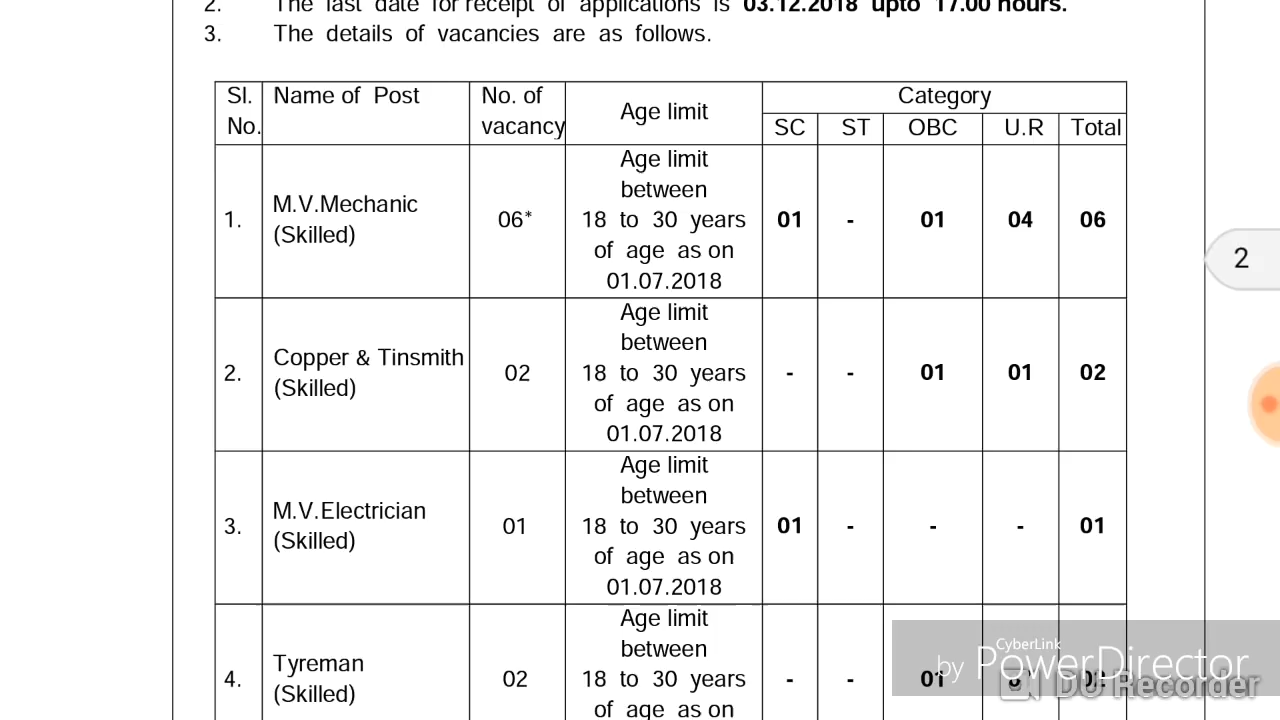 2. The last date for receipt of applications is 03.12.2018 upto 17.00 hours.
3. The details of vacancies are as follows.
Sl. No. Name of Post No. of vacancy Age limit Category
SC ST OBC U.R Total
1. M.V.Mechanic (Skilled) 06* Age limit between 18 to 30 years of age as on 01.07.2018 01 - 01 04 06
2. Copper & Tinsmith (Skilled) 02 Age limit between 18 to 30 years of age as on 01.07.2018 - - 01 01 02
3. M.V.Electrician (Skilled) 01 Age limit between 18 to 30 years of age as on 01.07.2018 01 - - - 01
4. Tyreman (Skilled) 02 Age limit between 18 to 30 years of age as on - - 01 02
2
CyberLink
by PowerDirector
DU Recorder